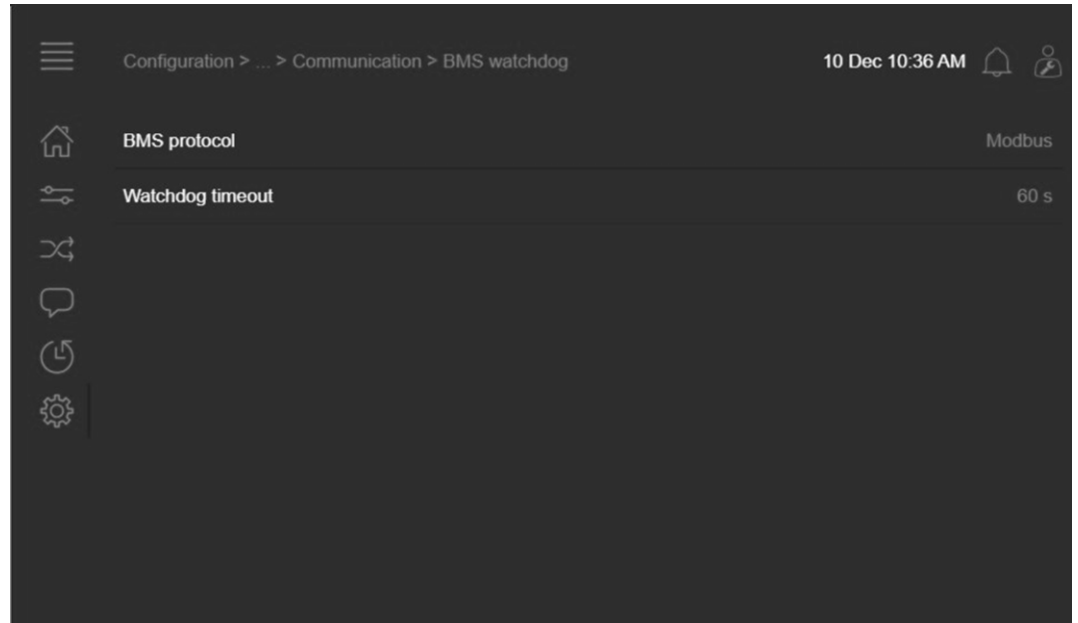 Configuration > ... > Communication > BMS watchdog
10 Dec 10:36 AM
BMS protocol
Modbus
Watchdog timeout
60 s